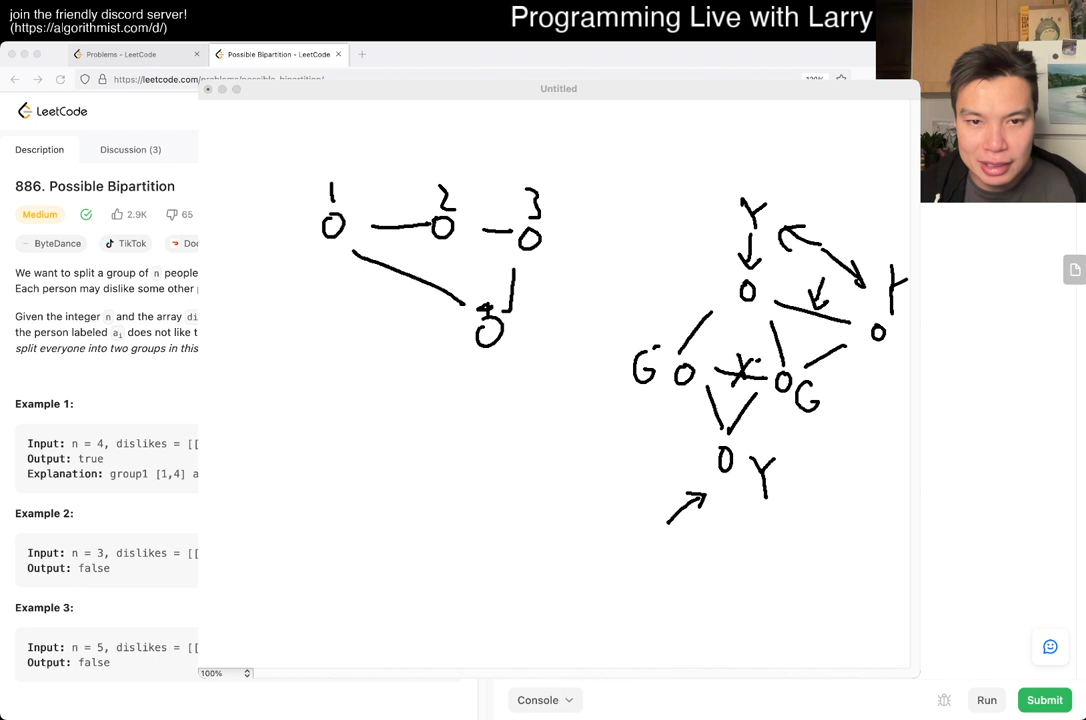 join the friendly discord server!
(https://algorithmist.com/d/)
Programming Live with Larry
Problems - LeetCode
Possible Bipartition - LeetCode
https://leetcode.com/problems/possible-bipartition/
120%
Untitled
LeetCode
Description
Discussion (3)
886. Possible Bipartition
Medium
2.9K
65
ByteDance
TikTok
Doc
We want to split a group of n people
Each person may dislike some other
Given the integer n and the array di
the person labeled ai does not like t
split everyone into two groups in this
Example 1:
Input: n = 4, dislikes = [[
Output: true
Explanation: group1 [1,4] a
Example 2:
Input: n = 3, dislikes = [[
Output: false
Example 3:
Input: n = 5, dislikes = [[
Output: false
1
2
3
4
Y
Y
G
G
Y
100%
Console
Run
Submit